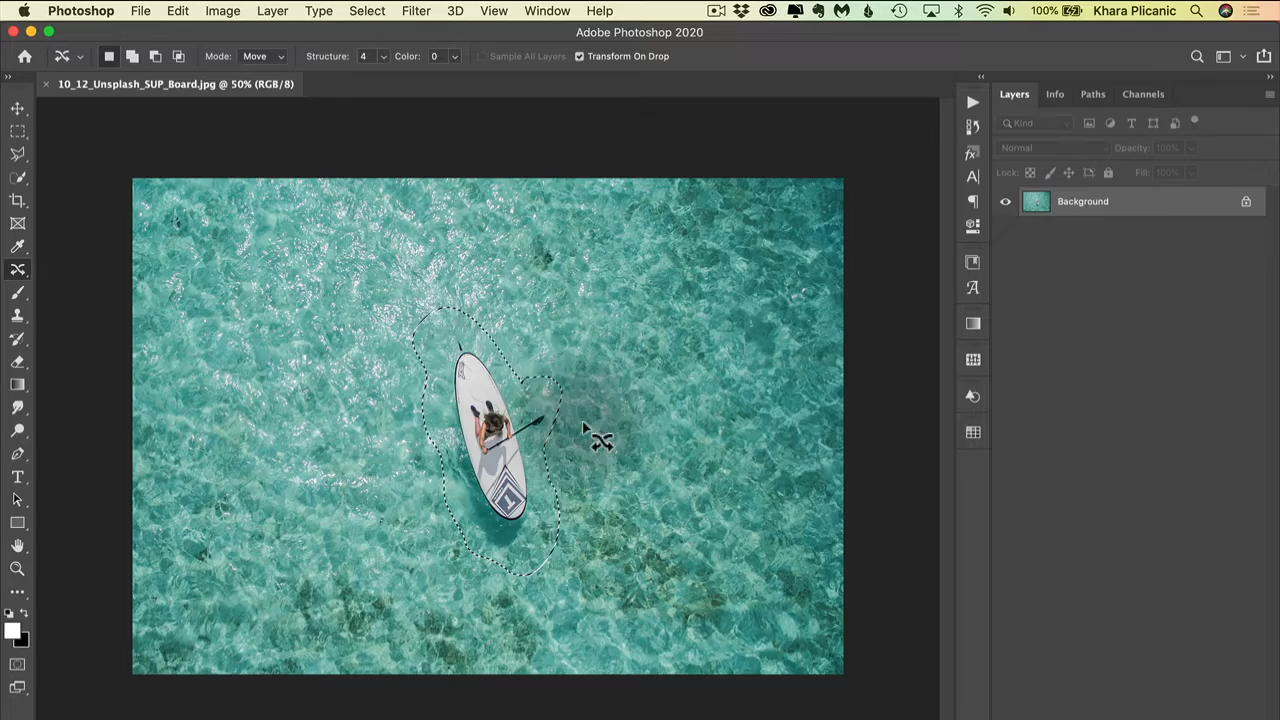 Photoshop File Edit Image Layer Type Select Filter 3D View Window Help 100% Khara Plicanic
Adobe Photoshop 2020
Mode: Move Structure: 4 Color: 0 Sample All Layers Transform On Drop
10_12_Unsplash_SUP_Board.jpg @ 50% (RGB/8)
Layers Info Paths Channels
Kind
Normal Opacity: 100%
Lock: Fill: 100%
Background